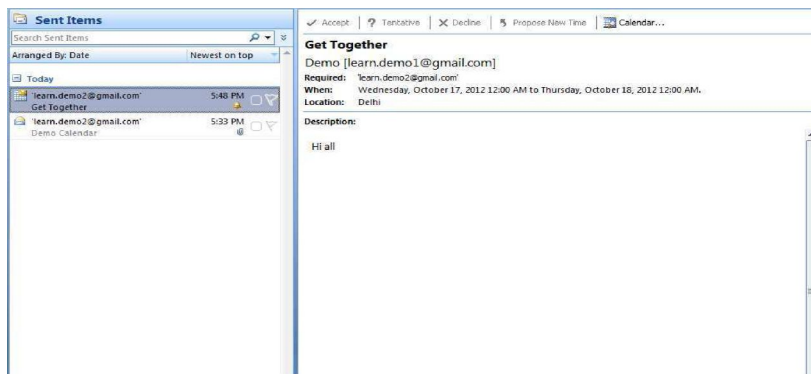 Sent Items
Search Sent Items
Arranged By: Date Newest on top
Today
'learn.demo2@gmail.com' 5:48 PM
Get Together
'learn.demo2@gmail.com' 5:33 PM
Demo Calendar
Accept ? Tentative Decline Propose New Time Calendar...
Get Together
Demo [learn.demo1@gmail.com]
Required: 'learn.demo2@gmail.com'
When: Wednesday, October 17, 2012 12:00 AM to Thursday, October 18, 2012 12:00 AM.
Location: Delhi
Description:
Hi all